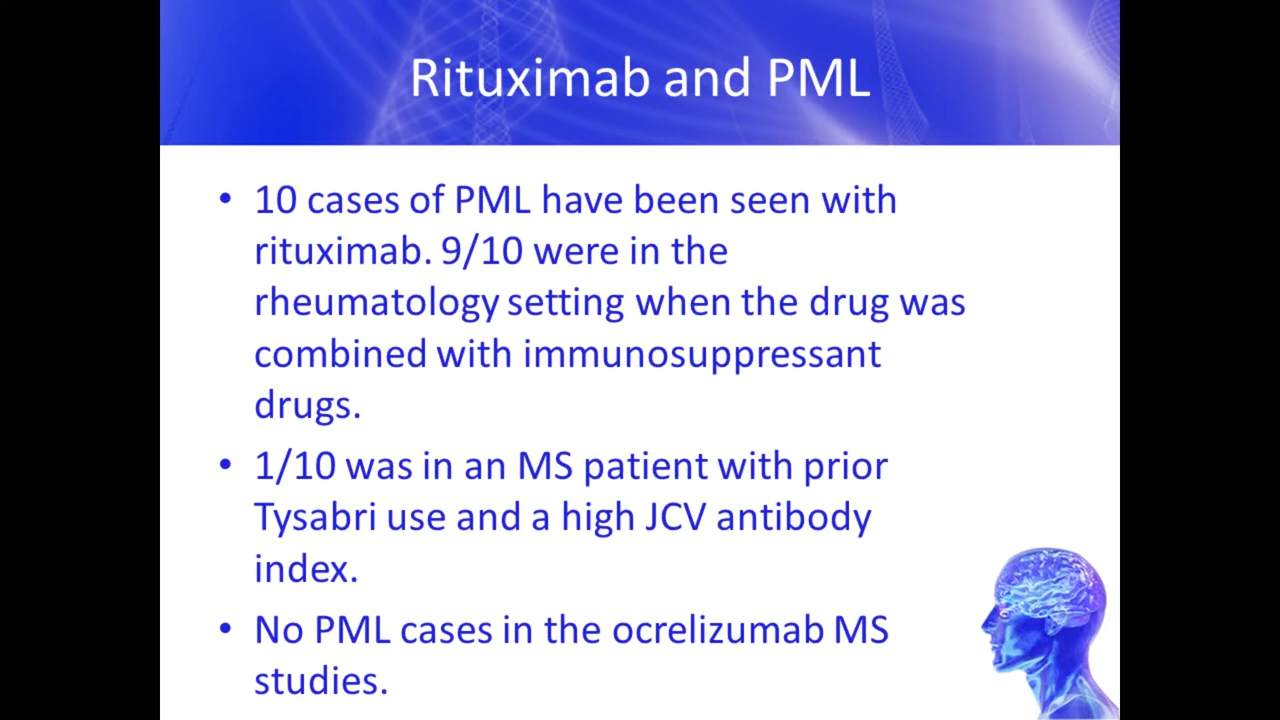 Rituximab and PML
• 10 cases of PML have been seen with
rituximab. 9/10 were in the
rheumatology setting when the drug was
combined with immunosuppressant
drugs.
• 1/10 was in an MS patient with prior
Tysabri use and a high JCV antibody
index.
• No PML cases in the ocrelizumab MS
studies.